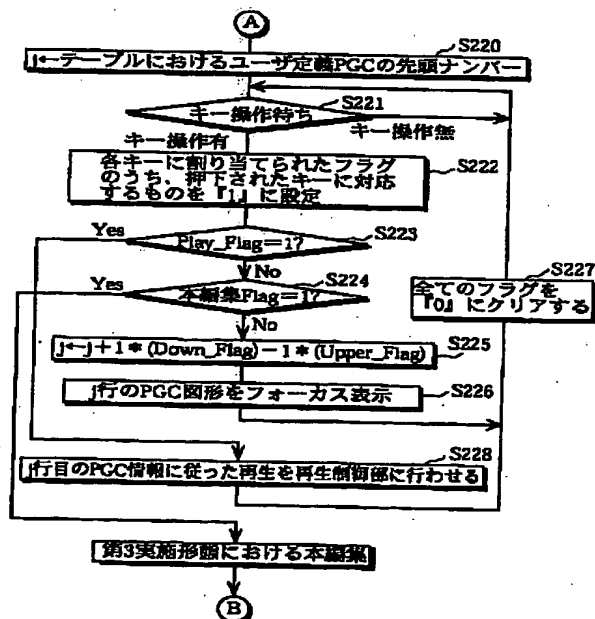 A
S220
j←テーブルにおけるユーザ定義PGCの先頭ナンバー
S221
キー操作待ち
キー操作無
キー操作有
S222
各キーに割り当てられたフラグ
のうち、押下されたキーに対応
するものを『1』に設定
Yes
S223
Play_Flag=1?
No
Yes
S224
本編集Flag=1?
No
S227
全てのフラグを
『0』にクリアする
S225
j←j+1*(Down_Flag)-1*(Upper_Flag)
S226
j行のPGC図形をフォーカス表示
S228
j行目のPGC情報に従った再生を再生制御部に行わせる
第3実施形態における本編集
B